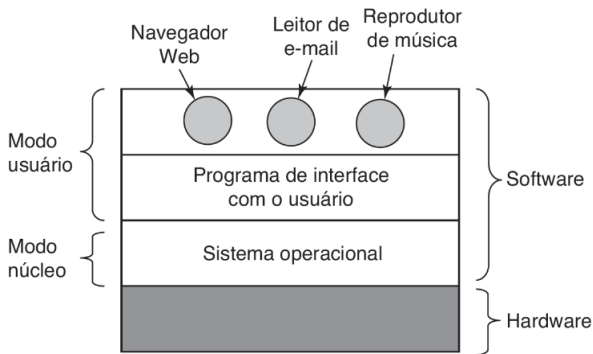 Navegador
Web
Leitor de
e-mail
Reprodutor
de música
Modo
usuário
Programa de interface
com o usuário
Software
Modo
núcleo
Sistema operacional
Hardware